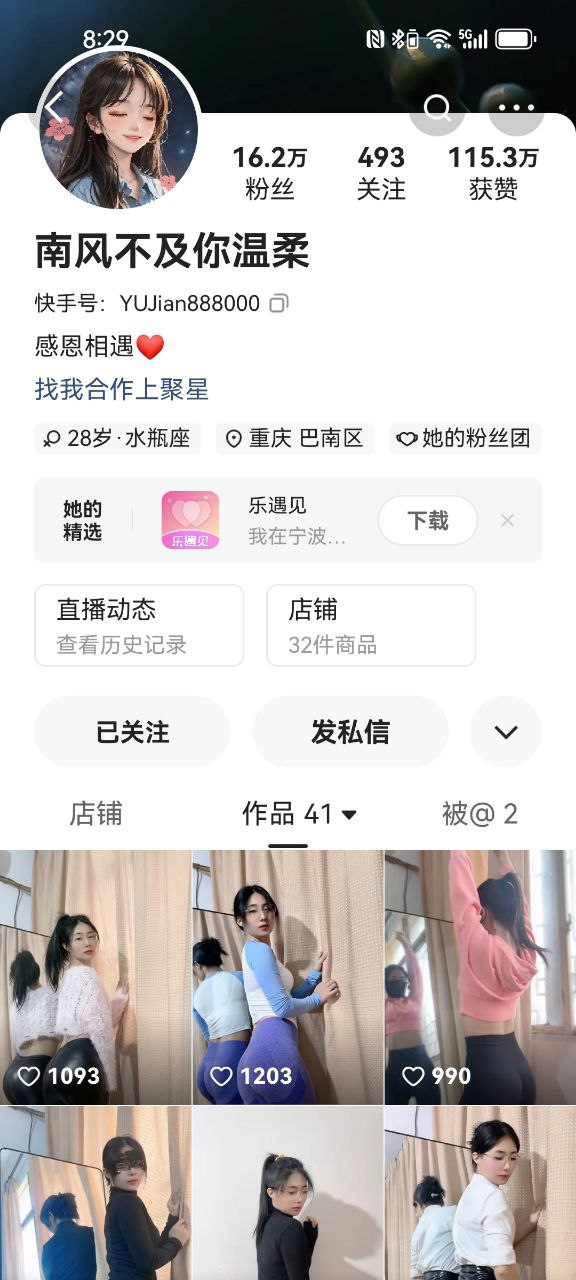 8:29
5G
16.2万 493 115.3万
粉丝 关注 获赞
南风不及你温柔
快手号：YUJian888000
感恩相遇❤️
找我合作上聚星
28岁·水瓶座 重庆 巴南区 她的粉丝团
她的精选
乐遇见
乐遇见
我在宁波...
下载
直播动态 店铺
查看历史记录 32件商品
已关注 发私信
店铺 作品 41 被@ 2
1093 1203 990